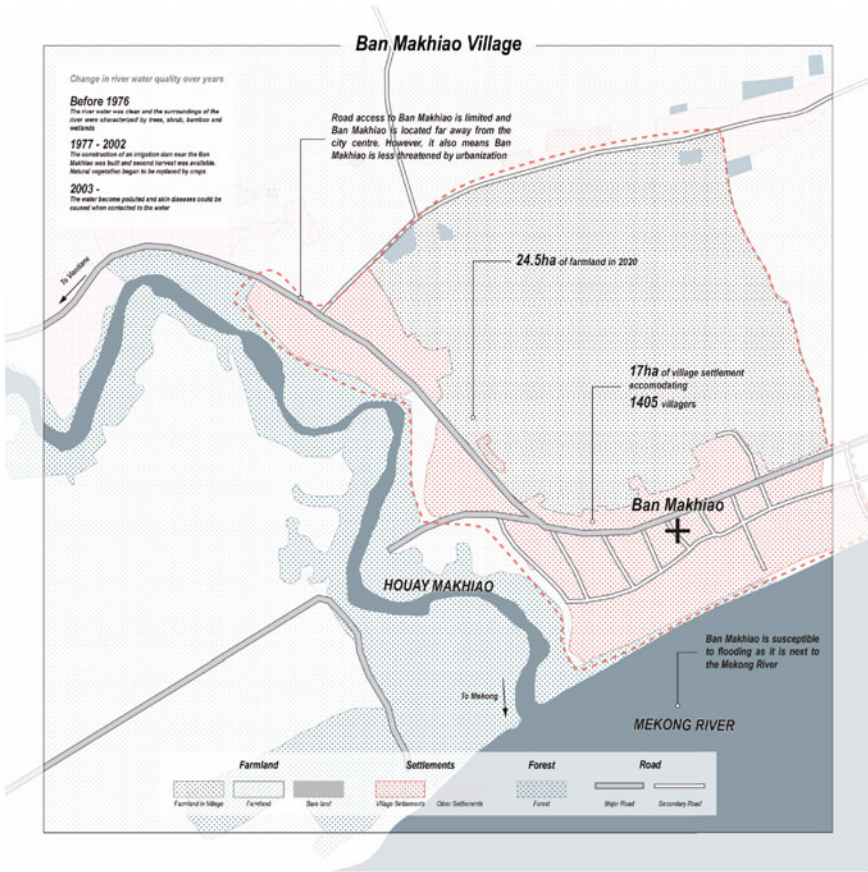 Ban Makhiao Village
Change in river water quality over years
Before 1976
The river water was clean and the surroundings of the
river were characterized by trees, shrub, bamboo and
wetlands
1977 - 2002
The construction of an irrigation dam near the Ban
Makhiao was built and second harvest was available.
Natural vegetation began to be replaced by crops
2003 -
The water become polluted and skin diseases could be
caused when contacted to the water
Road access to Ban Makhiao is limited and
Ban Makhiao is located far away from the
city centre. However, it also means Ban
Makhiao is less threatened by urbanization
To Vientiane
24.5ha of farmland in 2020
17ha of village settlement
accomodating
1405 villagers
Ban Makhiao
HOUAY MAKHIAO
Ban Makhiao is susceptible
to flooding as it is next to
the Mekong River
To Mekong
MEKONG RIVER
Farmland
Settlements
Forest
Road
Farmland in Village
Farmland
Bare land
Village Settlements
Other Settlements
Forest
Major Road
Secondary Road